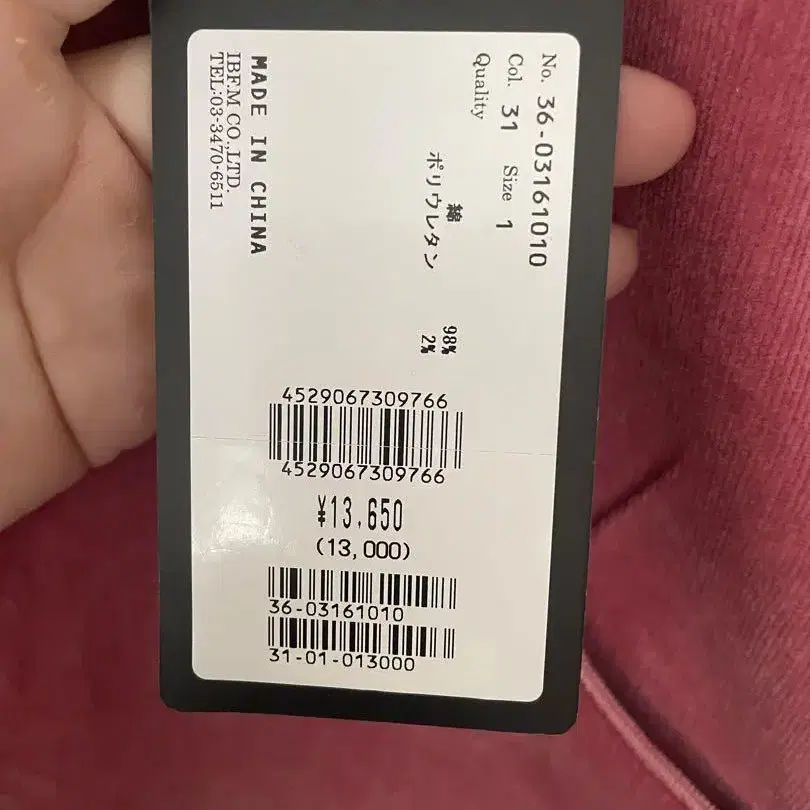 No. 36-03161010
Col. 31 Size 1
Quality
綿 98%
ポリウレタン 2%
MADE IN CHINA
IBF.M CO.,LTD.
TEL:03-3470-6511
4529067309766
4529067309766
¥13,650
(13,000)
36-03161010
31-01-013000